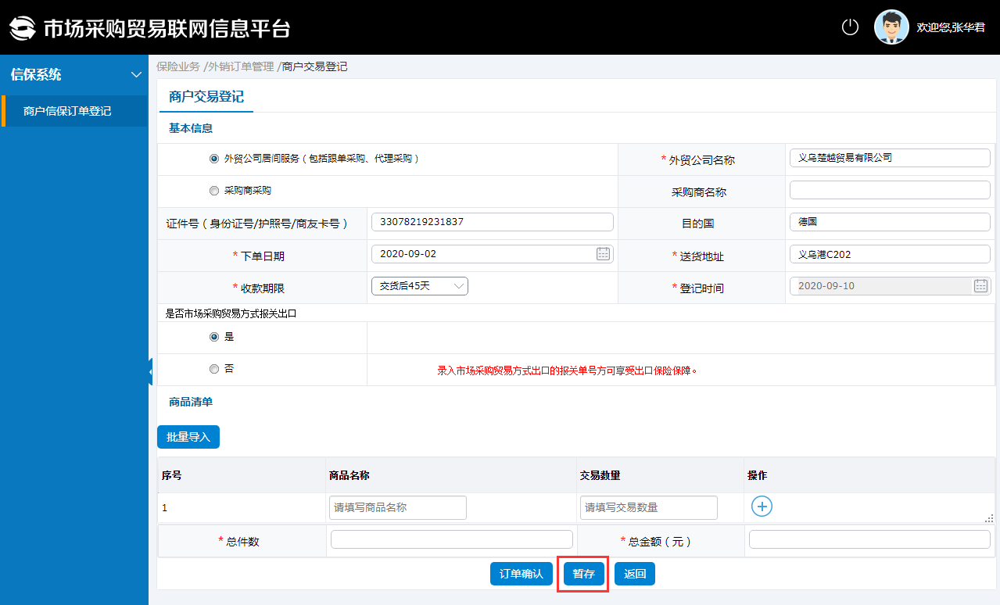 市场采购贸易联网信息平台
欢迎您,张华君
信保系统
商户信保订单登记
保险业务 /外销订单管理 /商户交易登记
商户交易登记
基本信息
外贸公司居间服务（包括跟单采购、代理采购） * 外贸公司名称 义乌楚越贸易有限公司
采购商采购 采购商名称
证件号（身份证号/护照号/商友卡号） 33078219231837 目的国 德国
* 下单日期 2020-09-02 * 送货地址 义乌港C202
* 收款期限 交货后45天 * 登记时间 2020-09-10
是否市场采购贸易方式报关出口
是
否 录入市场采购贸易方式出口的报关单号方可享受出口保险保障。
商品清单
批量导入
序号 商品名称 交易数量 操作
1 请填写商品名称 请填写交易数量
* 总件数 * 总金额（元）
订单确认 暂存 返回